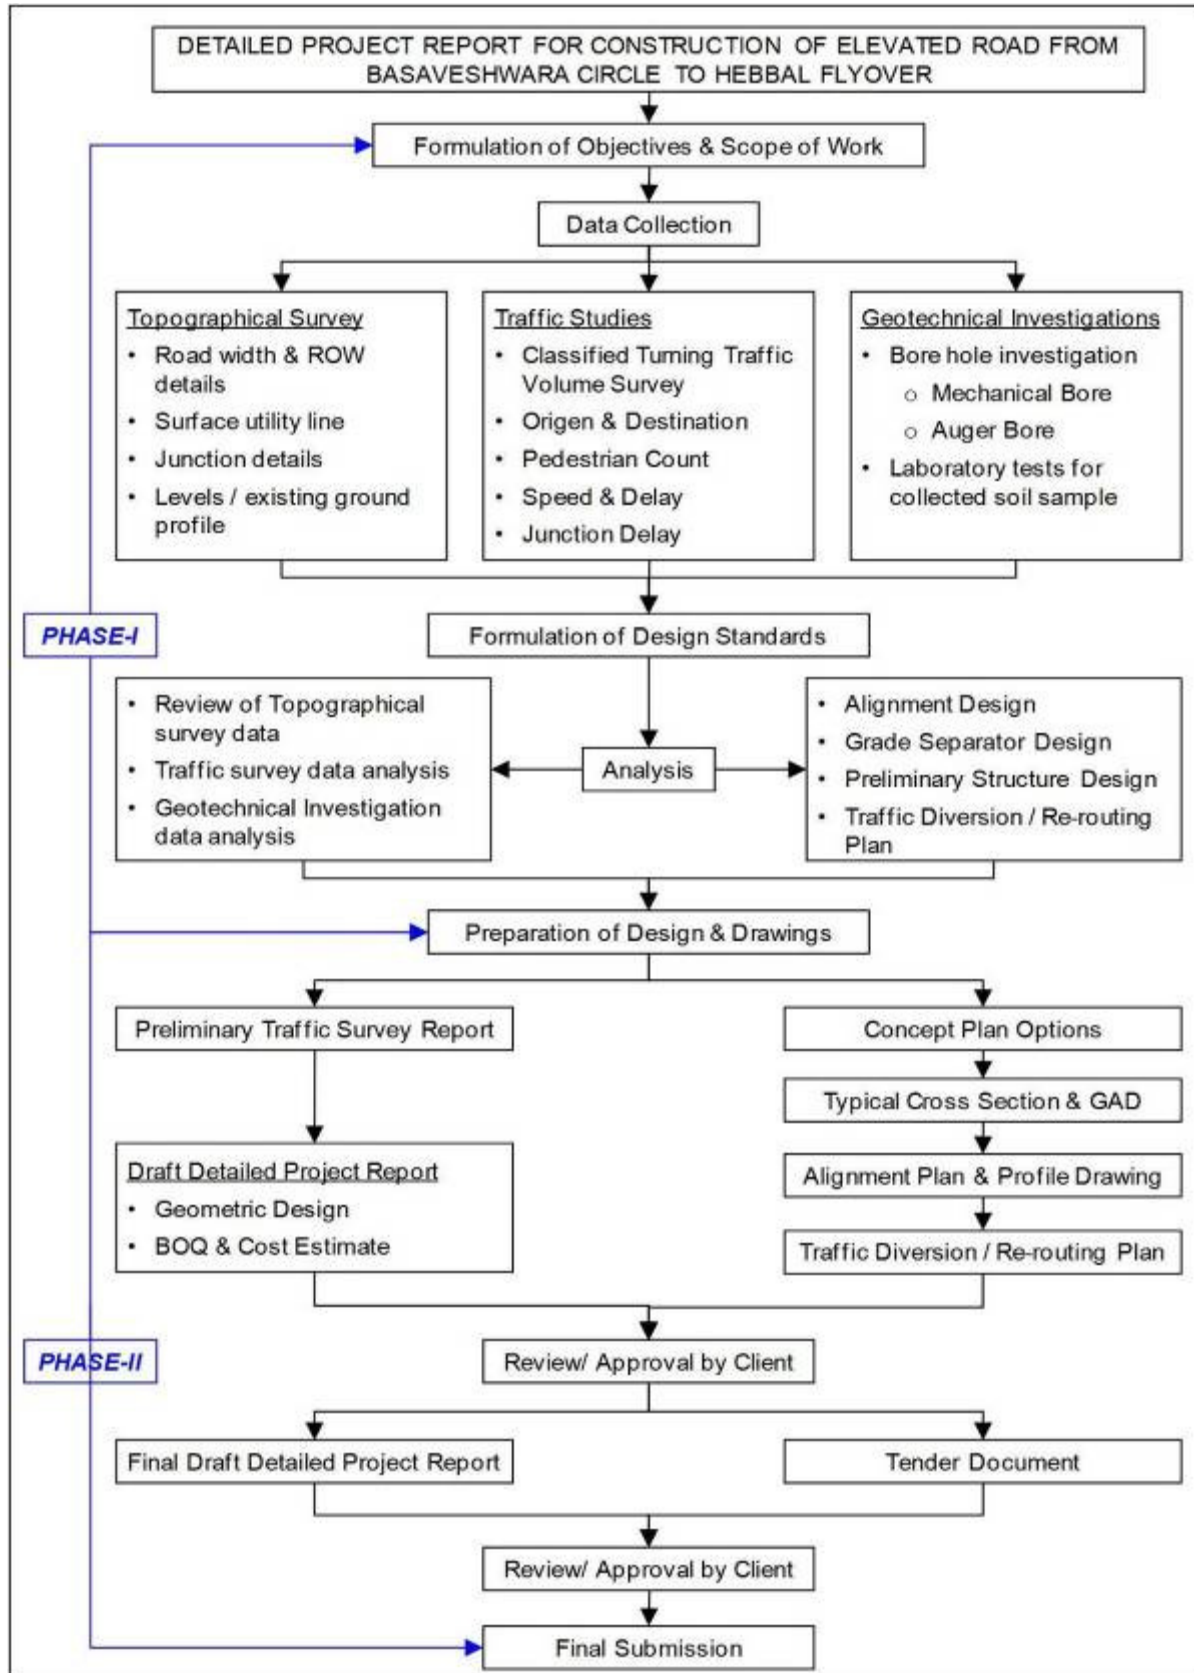 DETAILED PROJECT REPORT FOR CONSTRUCTION OF ELEVATED ROAD FROM
BASAVESHWARA CIRCLE TO HEBBAL FLYOVER
Formulation of Objectives & Scope of Work
Data Collection
Topographical Survey
• Road width & ROW
details
• Surface utility line
• Junction details
• Levels / existing ground
profile
Traffic Studies
• Classified Turning Traffic
Volume Survey
• Origen & Destination
• Pedestrian Count
• Speed & Delay
• Junction Delay
Geotechnical Investigations
• Bore hole investigation
o Mechanical Bore
o Auger Bore
• Laboratory tests for
collected soil sample
PHASE-I
Formulation of Design Standards
• Review of Topographical
survey data
• Traffic survey data analysis
• Geotechnical Investigation
data analysis
Analysis
• Alignment Design
• Grade Separator Design
• Preliminary Structure Design
• Traffic Diversion / Re-routing
Plan
Preparation of Design & Drawings
Preliminary Traffic Survey Report
Concept Plan Options
Typical Cross Section & GAD
Draft Detailed Project Report
• Geometric Design
• BOQ & Cost Estimate
Alignment Plan & Profile Drawing
Traffic Diversion / Re-routing Plan
PHASE-II
Review/ Approval by Client
Final Draft Detailed Project Report
Tender Document
Review/ Approval by Client
Final Submission